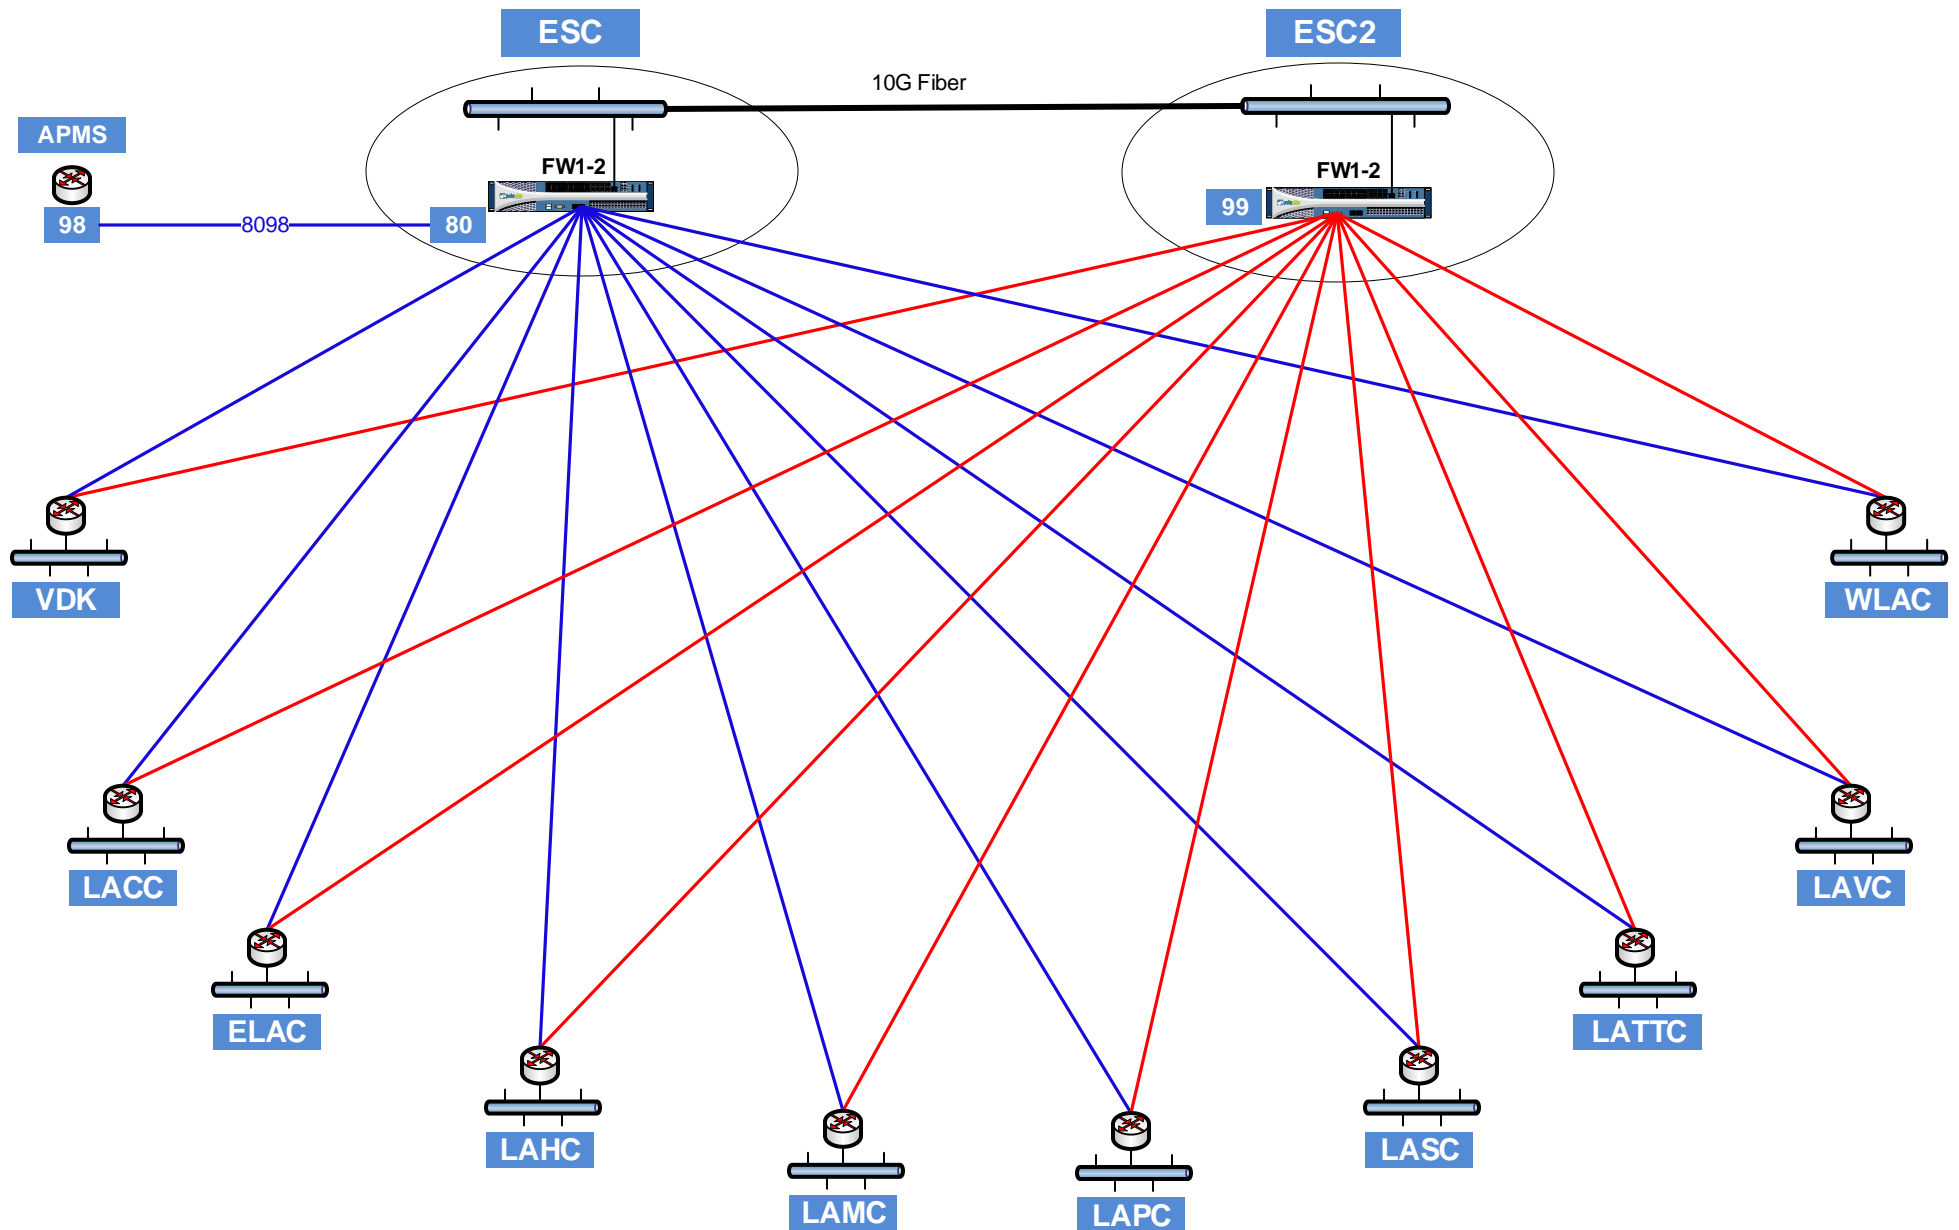 ESC
ESC2
10G Fiber
APMS
FW1-2
FW1-2
98
8098
80
99
VDK
WLAC
LACC
LAVC
ELAC
LATTC
LAHC
LASC
LAMC
LAPC